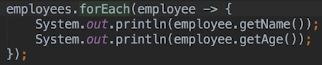 employees.forEach(employee -> {
    System.out.println(employee.getName());
    System.out.println(employee.getAge());
});